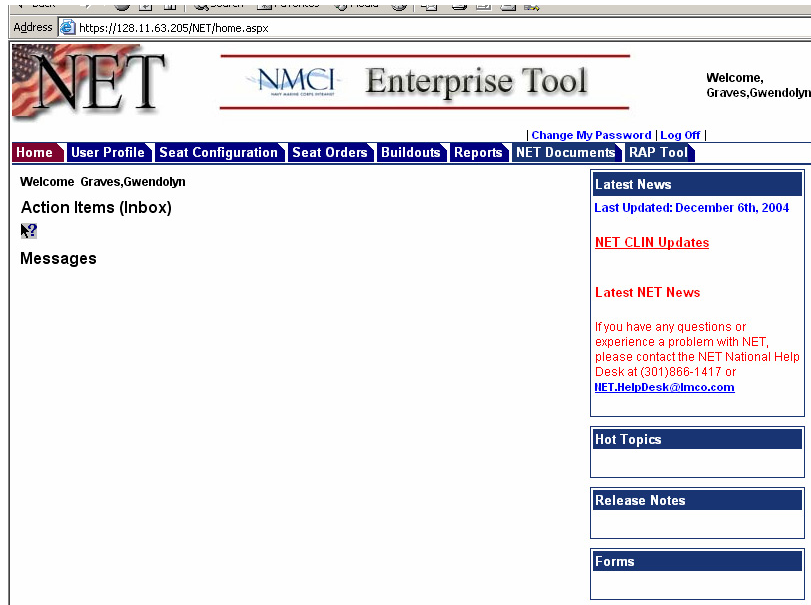 Address https://128.11.63.205/NET/home.aspx
NET
NMCI
NAVY MARINE CORPS INTRANET
Enterprise Tool
Welcome,
Graves,Gwendolyn
| Change My Password | Log Off |
Home User Profile Seat Configuration Seat Orders Buildouts Reports NET Documents RAP Tool
Welcome Graves,Gwendolyn
Action Items (Inbox)
?
Messages
Latest News
Last Updated: December 6th, 2004
NET CLIN Updates
Latest NET News
If you have any questions or
experience a problem with NET,
please contact the NET National Help
Desk at (301)866-1417 or
NET.HelpDesk@lmco.com
Hot Topics
Release Notes
Forms